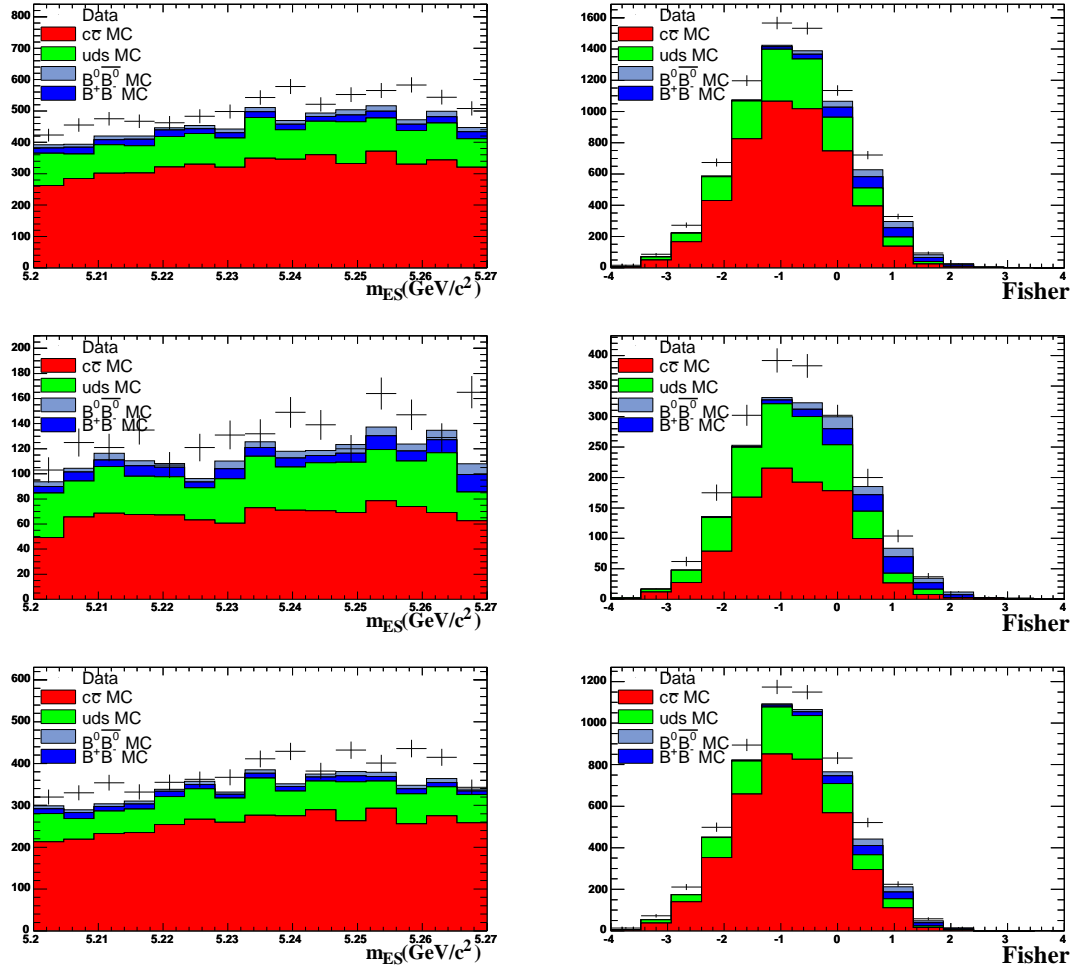 800
700
600
500
400
300
200
100
0
Data
cc̅ MC
uds MC
B⁰B̅⁰ MC
B⁺B⁻ MC
5.2 5.21 5.22 5.23 5.24 5.25 5.26 5.27
m_ES(GeV/c²)
1600
1400
1200
1000
800
600
400
200
0
Data
cc̅ MC
uds MC
B⁰B̅⁰ MC
B⁺B⁻ MC
-4 -3 -2 -1 0 1 2 3 4
Fisher
200
180
160
140
120
100
80
60
40
20
0
Data
cc̅ MC
uds MC
B⁰B̅⁰ MC
B⁺B⁻ MC
5.2 5.21 5.22 5.23 5.24 5.25 5.26 5.27
m_ES(GeV/c²)
400
350
300
250
200
150
100
50
0
Data
cc̅ MC
uds MC
B⁰B̅⁰ MC
B⁺B⁻ MC
-4 -3 -2 -1 0 1 2 3 4
Fisher
600
500
400
300
200
100
0
Data
cc̅ MC
uds MC
B⁰B̅⁰ MC
B⁺B⁻ MC
5.2 5.21 5.22 5.23 5.24 5.25 5.26 5.27
m_ES(GeV/c²)
1200
1000
800
600
400
200
0
Data
cc̅ MC
uds MC
B⁰B̅⁰ MC
B⁺B⁻ MC
-4 -3 -2 -1 0 1 2 3 4
Fisher